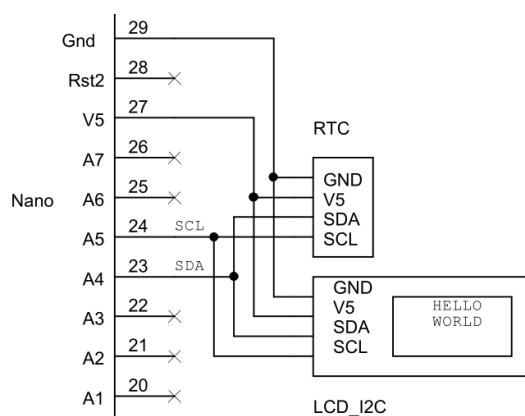 Gnd 29
Rst2 28
V5 27
A7 26
A6 25
Nano
A5 24 SCL
A4 23 SDA
A3 22
A2 21
A1 20
RTC
GND
V5
SDA
SCL
GND
V5
SDA
SCL
HELLO
WORLD
LCD_I2C